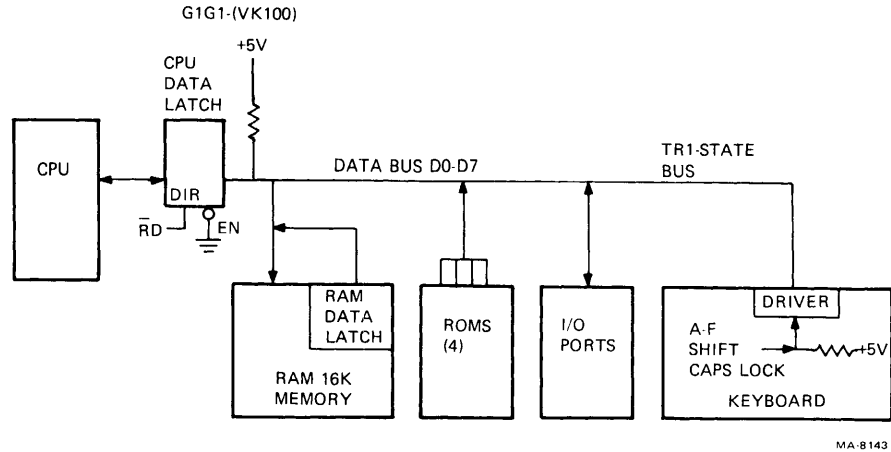 G1G1-(VK100)
+5V
CPU
DATA
LATCH
CPU
DATA BUS D0-D7
TR1-STATE
BUS
DIR
RD
EN
RAM
DATA
LATCH
RAM 16K
MEMORY
ROMS
(4)
I/O
PORTS
DRIVER
A-F
SHIFT
CAPS LOCK
+5V
KEYBOARD
MA-8143